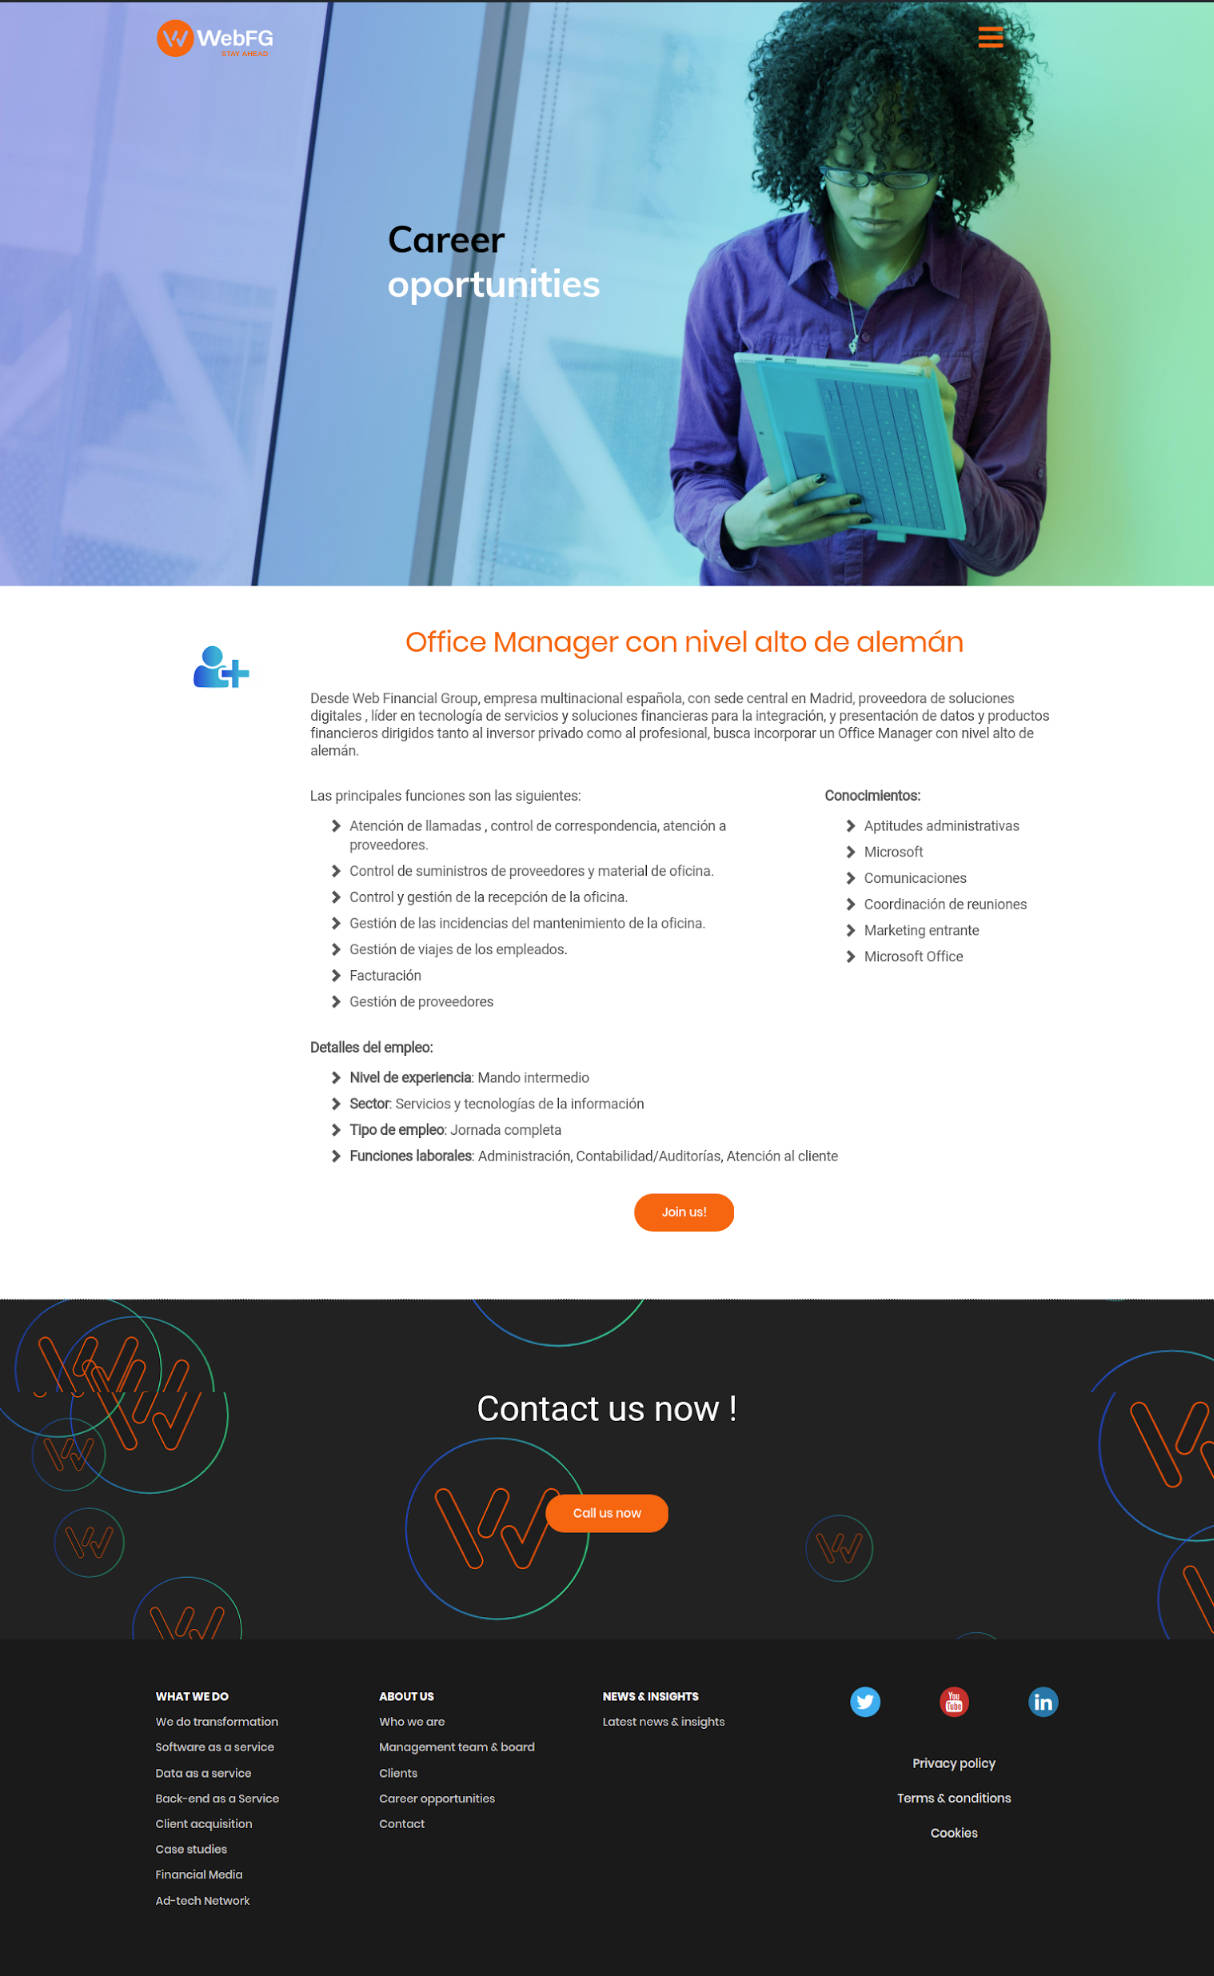 WebFG
STAY AHEAD
Career
oportunities
Office Manager con nivel alto de alemán
Desde Web Financial Group, empresa multinacional española, con sede central en Madrid, proveedora de soluciones
digitales , líder en tecnología de servicios y soluciones financieras para la integración, y presentación de datos y productos
financieros dirigidos tanto al inversor privado como al profesional, busca incorporar un Office Manager con nivel alto de
alemán.
Las principales funciones son las siguientes:
Atención de llamadas , control de correspondencia, atención a
proveedores.
Control de suministros de proveedores y material de oficina.
Control y gestión de la recepción de la oficina.
Gestión de las incidencias del mantenimiento de la oficina.
Gestión de viajes de los empleados.
Facturación
Gestión de proveedores
Conocimientos:
Aptitudes administrativas
Microsoft
Comunicaciones
Coordinación de reuniones
Marketing entrante
Microsoft Office
Detalles del empleo:
Nivel de experiencia: Mando intermedio
Sector: Servicios y tecnologías de la información
Tipo de empleo: Jornada completa
Funciones laborales: Administración, Contabilidad/Auditorías, Atención al cliente
Join us!
Contact us now !
Call us now
WHAT WE DO
We do transformation
Software as a service
Data as a service
Back-end as a Service
Client acquisition
Case studies
Financial Media
Ad-tech Network
ABOUT US
Who we are
Management team & board
Clients
Career opportunities
Contact
NEWS & INSIGHTS
Latest news & insights
You
Tube
in
Privacy policy
Terms & conditions
Cookies